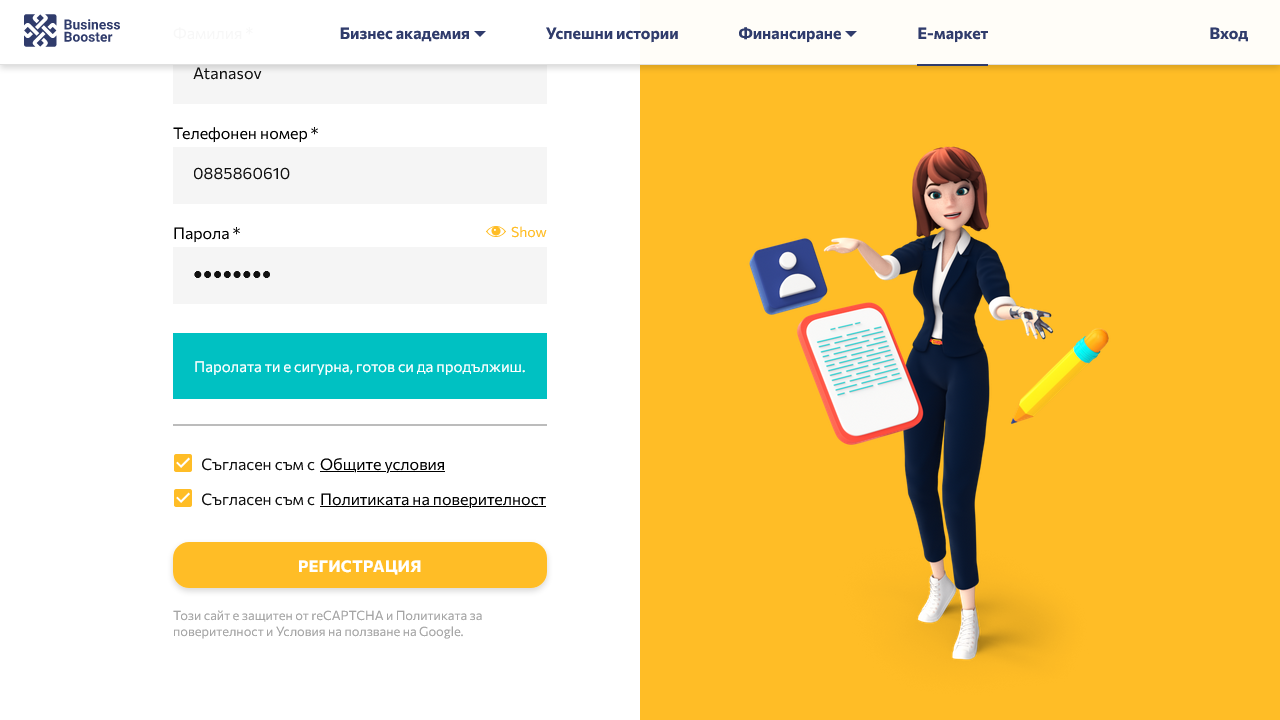 Business
Booster
Фамилия *
Бизнес академия
Успешни истории
Финансиране
Е-маркет
Вход
Atanasov
Телефонен номер *
0885860610
Парола *
Show
Паролата ти е сигурна, готов си да продължиш.
Съгласен съм с Общите условия
Съгласен съм с Политиката на поверителност
РЕГИСТРАЦИЯ
Този сайт е защитен от reCAPTCHA и Политиката за
поверителност и Условия на ползване на Google.